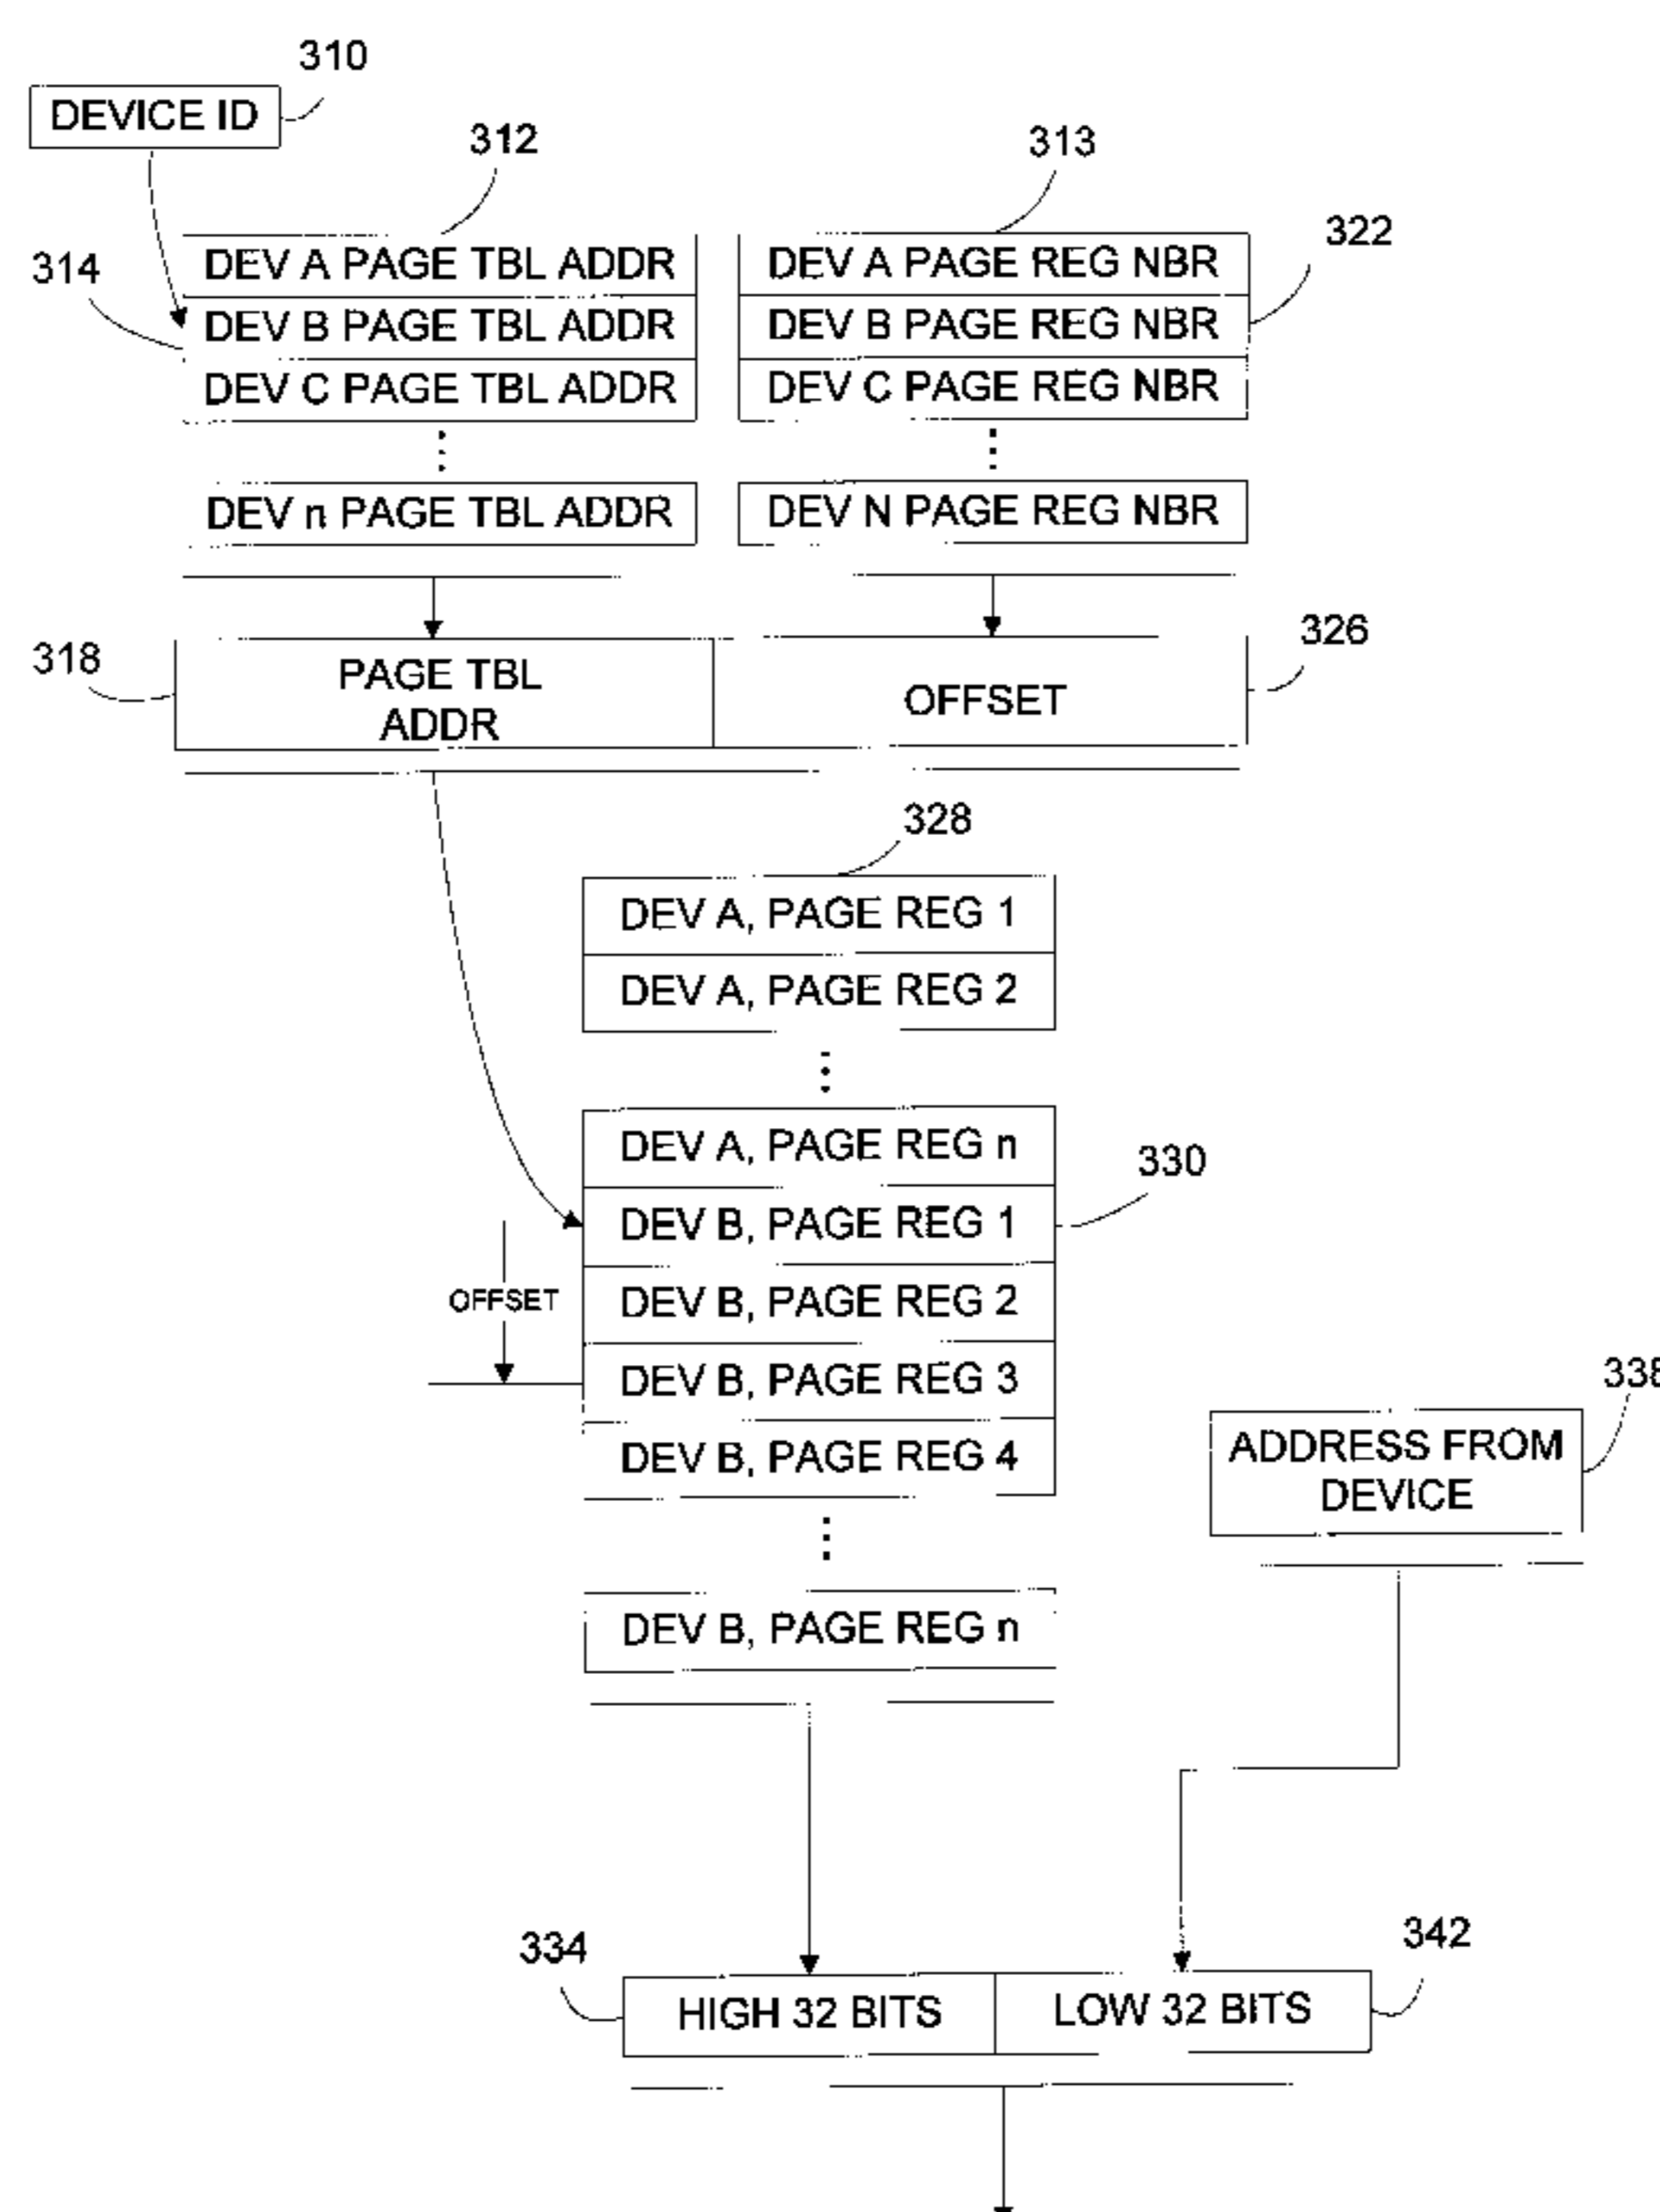 310
DEVICE ID
312
313
322
314
DEV A PAGE TBL ADDR
DEV A PAGE REG NBR
DEV B PAGE TBL ADDR
DEV B PAGE REG NBR
DEV C PAGE TBL ADDR
DEV C PAGE REG NBR
DEV n PAGE TBL ADDR
DEV N PAGE REG NBR
318
326
PAGE TBL
ADDR
OFFSET
328
DEV A, PAGE REG 1
DEV A, PAGE REG 2
DEV A, PAGE REG n
330
DEV B, PAGE REG 1
OFFSET
DEV B, PAGE REG 2
DEV B, PAGE REG 3
338
DEV B, PAGE REG 4
ADDRESS FROM
DEVICE
DEV B, PAGE REG n
334
342
HIGH 32 BITS
LOW 32 BITS